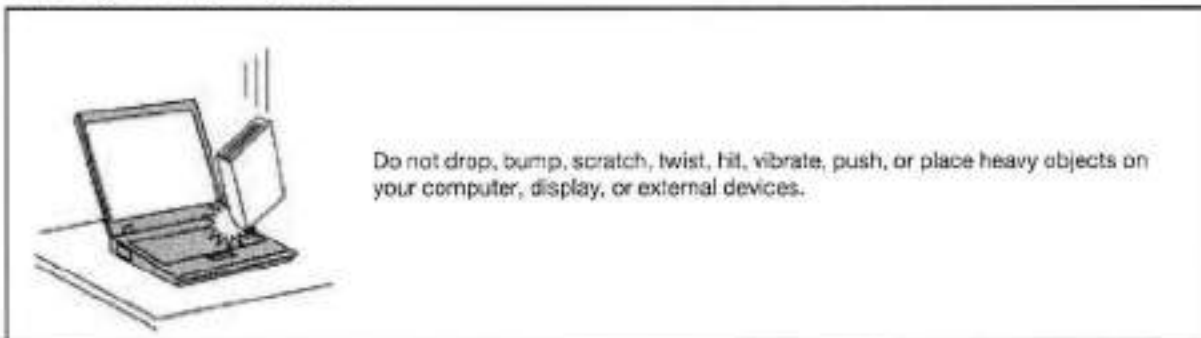 Do not drop, bump, scratch, twist, hit, vibrate, push, or place heavy objects on
your computer, display, or external devices.